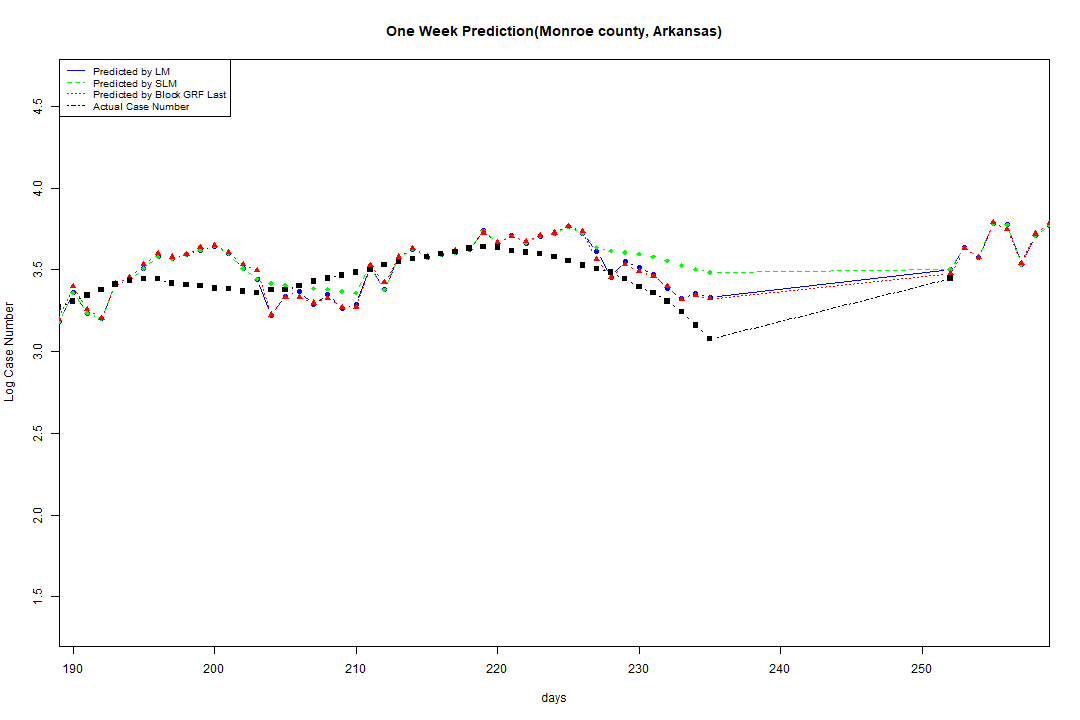 One Week Prediction(Monroe county, Arkansas)
Predicted by LM
Predicted by SLM
Predicted by Block GRF Last
Actual Case Number
Log Case Number
4.5
4.0
3.5
3.0
2.5
2.0
1.5
190 200 210 220 230 240 250
days